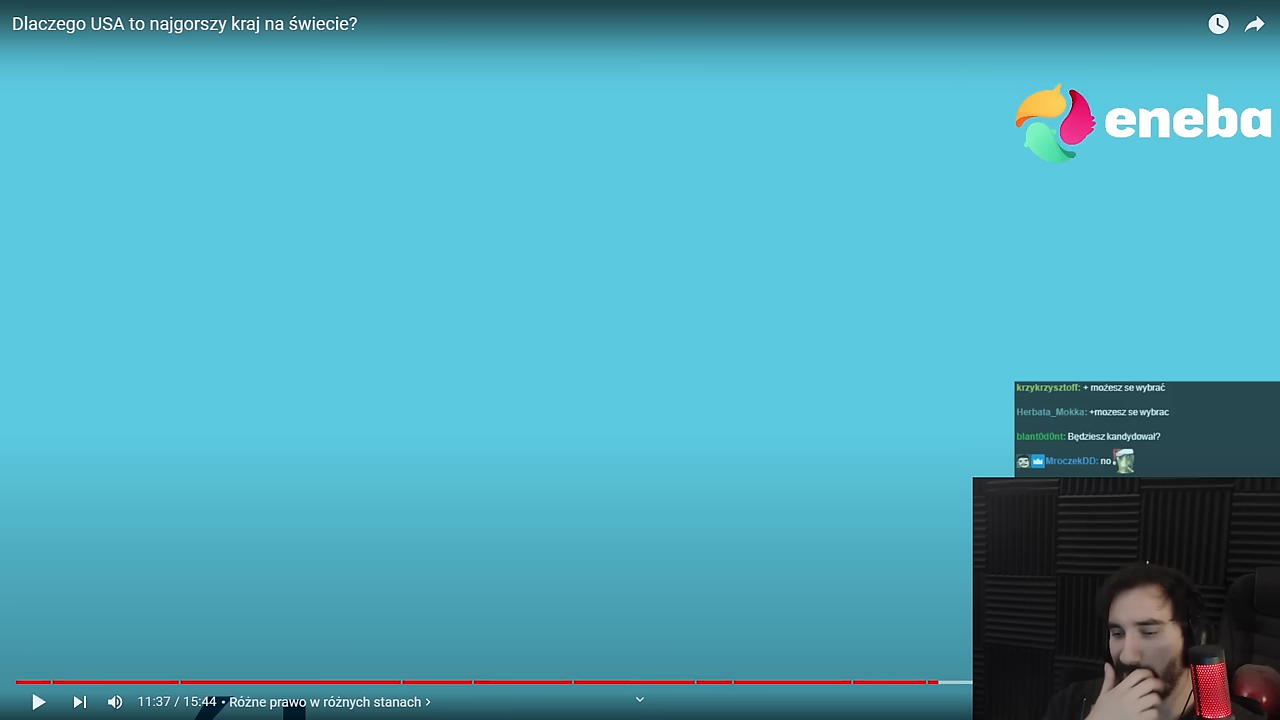 Dlaczego USA to najgorszy kraj na świecie?
eneba
krzykrzysztoff: + możesz se wybrać
Herbata_Mokka: +mozesz se wybrac
blant0d0nt: Będziesz kandydował?
MroczekDD: no
11:37 / 15:44 • Różne prawo w różnych stanach ›